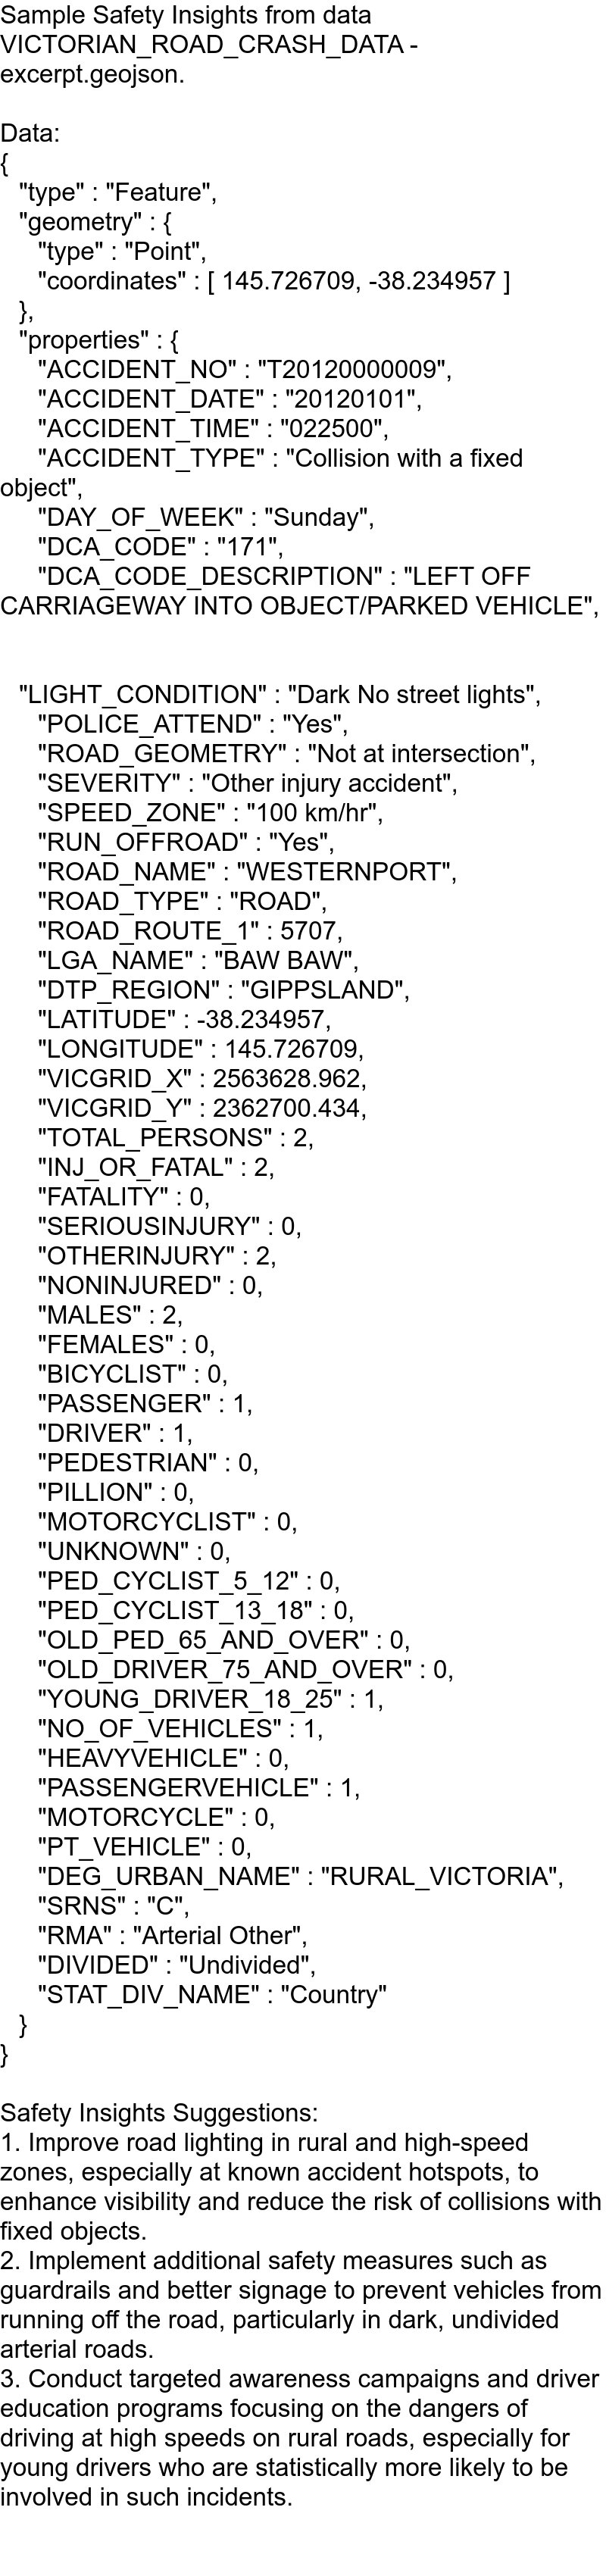 Sample Safety Insights from data
VICTORIAN_ROAD_CRASH_DATA -
excerpt.geojson.

Data:
{
   "type" : "Feature",
   "geometry" : {
      "type" : "Point",
      "coordinates" : [ 145.726709, -38.234957 ]
   },
   "properties" : {
      "ACCIDENT_NO" : "T20120000009",
      "ACCIDENT_DATE" : "20120101",
      "ACCIDENT_TIME" : "022500",
      "ACCIDENT_TYPE" : "Collision with a fixed
object",
      "DAY_OF_WEEK" : "Sunday",
      "DCA_CODE" : "171",
      "DCA_CODE_DESCRIPTION" : "LEFT OFF
CARRIAGEWAY INTO OBJECT/PARKED VEHICLE",

   "LIGHT_CONDITION" : "Dark No street lights",
      "POLICE_ATTEND" : "Yes",
      "ROAD_GEOMETRY" : "Not at intersection",
      "SEVERITY" : "Other injury accident",
      "SPEED_ZONE" : "100 km/hr",
      "RUN_OFFROAD" : "Yes",
      "ROAD_NAME" : "WESTERNPORT",
      "ROAD_TYPE" : "ROAD",
      "ROAD_ROUTE_1" : 5707,
      "LGA_NAME" : "BAW BAW",
      "DTP_REGION" : "GIPPSLAND",
      "LATITUDE" : -38.234957,
      "LONGITUDE" : 145.726709,
      "VICGRID_X" : 2563628.962,
      "VICGRID_Y" : 2362700.434,
      "TOTAL_PERSONS" : 2,
      "INJ_OR_FATAL" : 2,
      "FATALITY" : 0,
      "SERIOUSINJURY" : 0,
      "OTHERINJURY" : 2,
      "NONINJURED" : 0,
      "MALES" : 2,
      "FEMALES" : 0,
      "BICYCLIST" : 0,
      "PASSENGER" : 1,
      "DRIVER" : 1,
      "PEDESTRIAN" : 0,
      "PILLION" : 0,
      "MOTORCYCLIST" : 0,
      "UNKNOWN" : 0,
      "PED_CYCLIST_5_12" : 0,
      "PED_CYCLIST_13_18" : 0,
      "OLD_PED_65_AND_OVER" : 0,
      "OLD_DRIVER_75_AND_OVER" : 0,
      "YOUNG_DRIVER_18_25" : 1,
      "NO_OF_VEHICLES" : 1,
      "HEAVYVEHICLE" : 0,
      "PASSENGERVEHICLE" : 1,
      "MOTORCYCLE" : 0,
      "PT_VEHICLE" : 0,
      "DEG_URBAN_NAME" : "RURAL_VICTORIA",
      "SRNS" : "C",
      "RMA" : "Arterial Other",
      "DIVIDED" : "Undivided",
      "STAT_DIV_NAME" : "Country"
   }
}

Safety Insights Suggestions:
1. Improve road lighting in rural and high-speed
zones, especially at known accident hotspots, to
enhance visibility and reduce the risk of collisions with
fixed objects.
2. Implement additional safety measures such as
guardrails and better signage to prevent vehicles from
running off the road, particularly in dark, undivided
arterial roads.
3. Conduct targeted awareness campaigns and driver
education programs focusing on the dangers of
driving at high speeds on rural roads, especially for
young drivers who are statistically more likely to be
involved in such incidents.